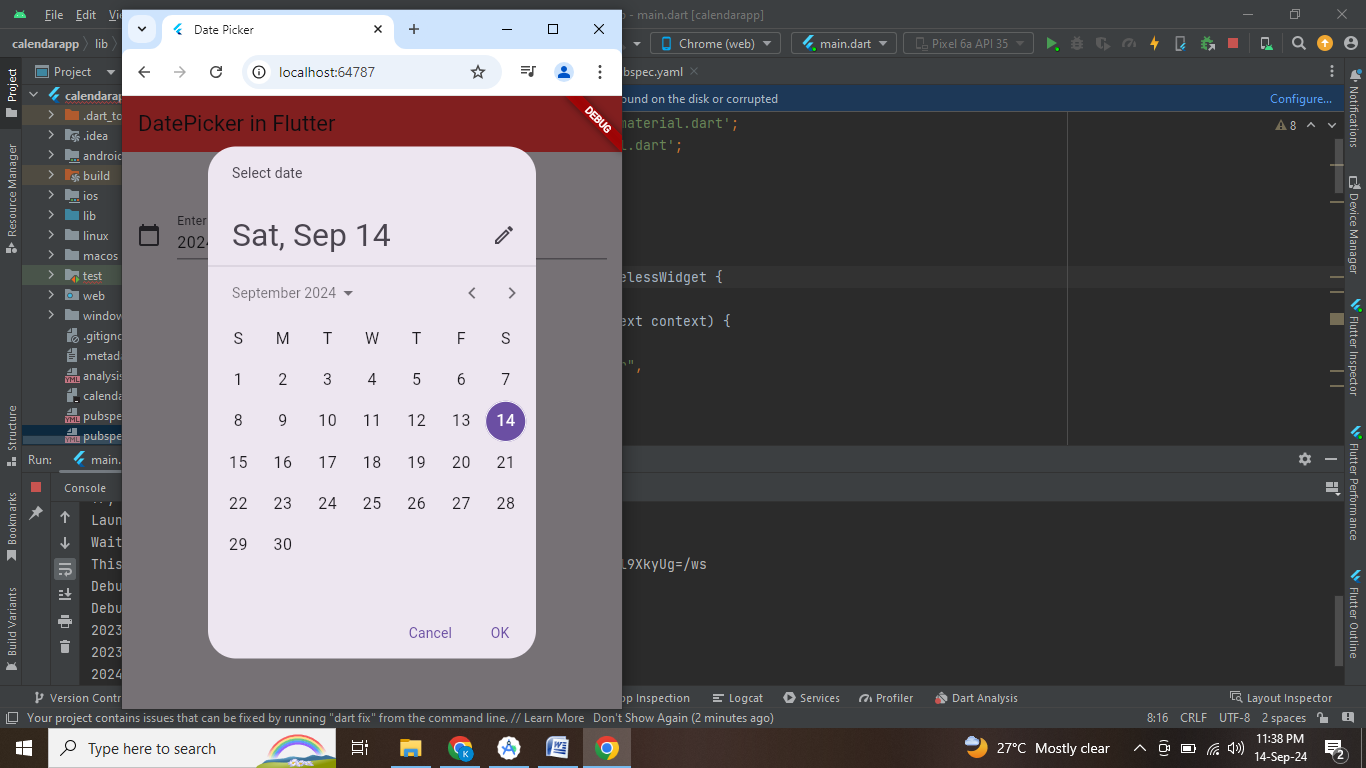 File Edit Vi
- main.dart [calendarapp]
Date Picker
localhost:64787
calendarapp lib
Chrome (web)
main.dart
Pixel 6a API 35
Project
bspec.yaml
calendarap
.dart_to
.idea
android
build
ios
lib
linux
macos
test
web
window
.gitigno
.metada
analysis
calenda
pubspe
pubspe
Project
Resource Manager
Structure
Bookmarks
Build Variants
DatePicker in Flutter
DEBUG
Enter
2024
Select date
Sat, Sep 14
September 2024
S M T W T F S
1 2 3 4 5 6 7
8 9 10 11 12 13 14
15 16 17 18 19 20 21
22 23 24 25 26 27 28
29 30
Cancel OK
ound on the disk or corrupted
Configure...
material.dart';
l.dart';
8
elessWidget {
ext context) {
",
Notifications
Device Manager
Flutter Inspector
Flutter Performance
Flutter Outline
Run: main.
Console
Laun
Wait
This
l9XkyUg=/ws
Debu
Debu
2023
2023
2024
Version Contr
pp Inspection
Logcat
Services
Profiler
Dart Analysis
Layout Inspector
Your project contains issues that can be fixed by running "dart fix" from the command line. // Learn More Don't Show Again (2 minutes ago)
8:16 CRLF UTF-8 2 spaces
Type here to search
K
27°C Mostly clear
11:38 PM
14-Sep-24
2